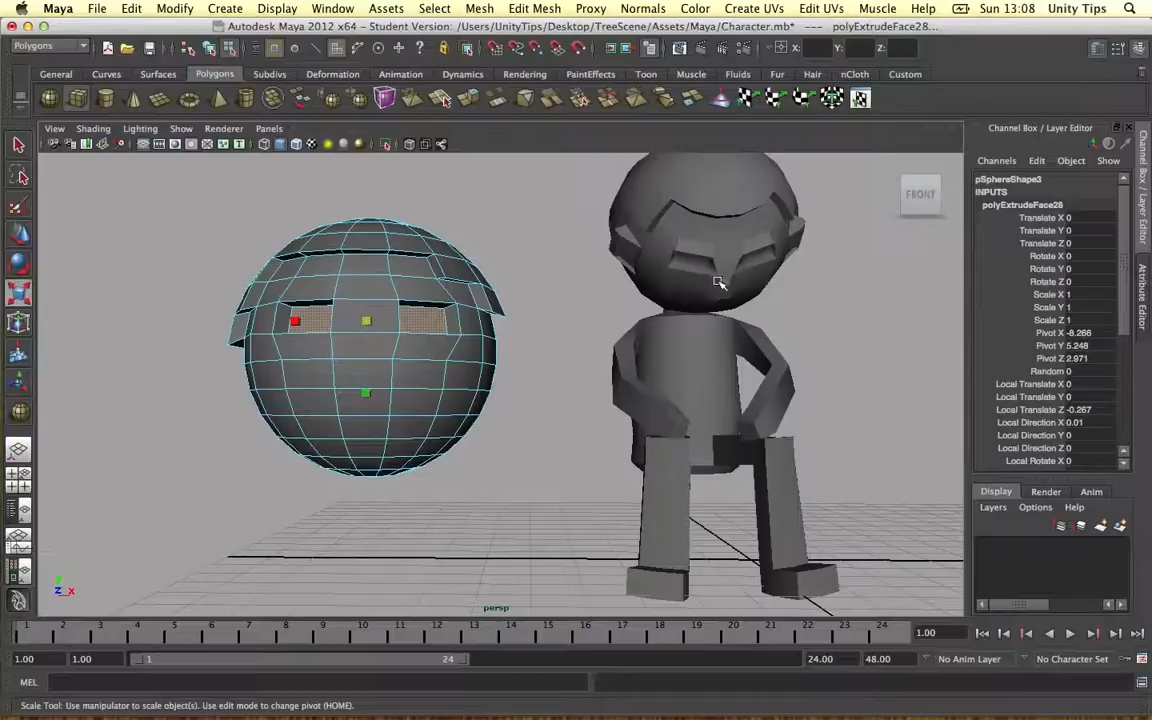 Maya File Edit Modify Create Display Window Assets Select Mesh Edit Mesh Proxy Normals Color Create UVs Edit UVs Muscle Help Sun 13:08 Unity Tips
Autodesk Maya 2012 x64 - Student Version: /Users/UnityTips/Desktop/TreeScene/Assets/Maya/Character.mb* --- polyExtrudeFace28...
Polygons X: Y: Z:
General Curves Surfaces Polygons Subdivs Deformation Animation Dynamics Rendering PaintEffects Toon Muscle Fluids Fur Hair nCloth Custom
View Shading Lighting Show Renderer Panels
Channel Box / Layer Editor
Channels Edit Object Show
pSphereShape3
INPUTS
polyExtrudeFace28
Translate X 0
Translate Y 0
Translate Z 0
Rotate X 0
Rotate Y 0
Rotate Z 0
Scale X 1
Scale Y 1
Scale Z 1
Pivot X -8.266
Pivot Y 5.248
Pivot Z 2.971
Random 0
Local Translate X 0
Local Translate Y 0
Local Translate Z -0.267
Local Direction X 0.01
Local Direction Y 0
Local Direction Z 0
Local Rotate X 0
Display Render Anim
Layers Options Help
Channel Box / Layer Editor
Attribute Editor
FRONT
y
z x
persp
1 2 3 4 5 6 7 8 9 10 11 12 13 14 15 16 17 18 19 20 21 22 23 24 1.00
1.00 1.00 1 24 24.00 48.00 No Anim Layer No Character Set
MEL
Scale Tool: Use manipulator to scale object(s). Use edit mode to change pivot (HOME).